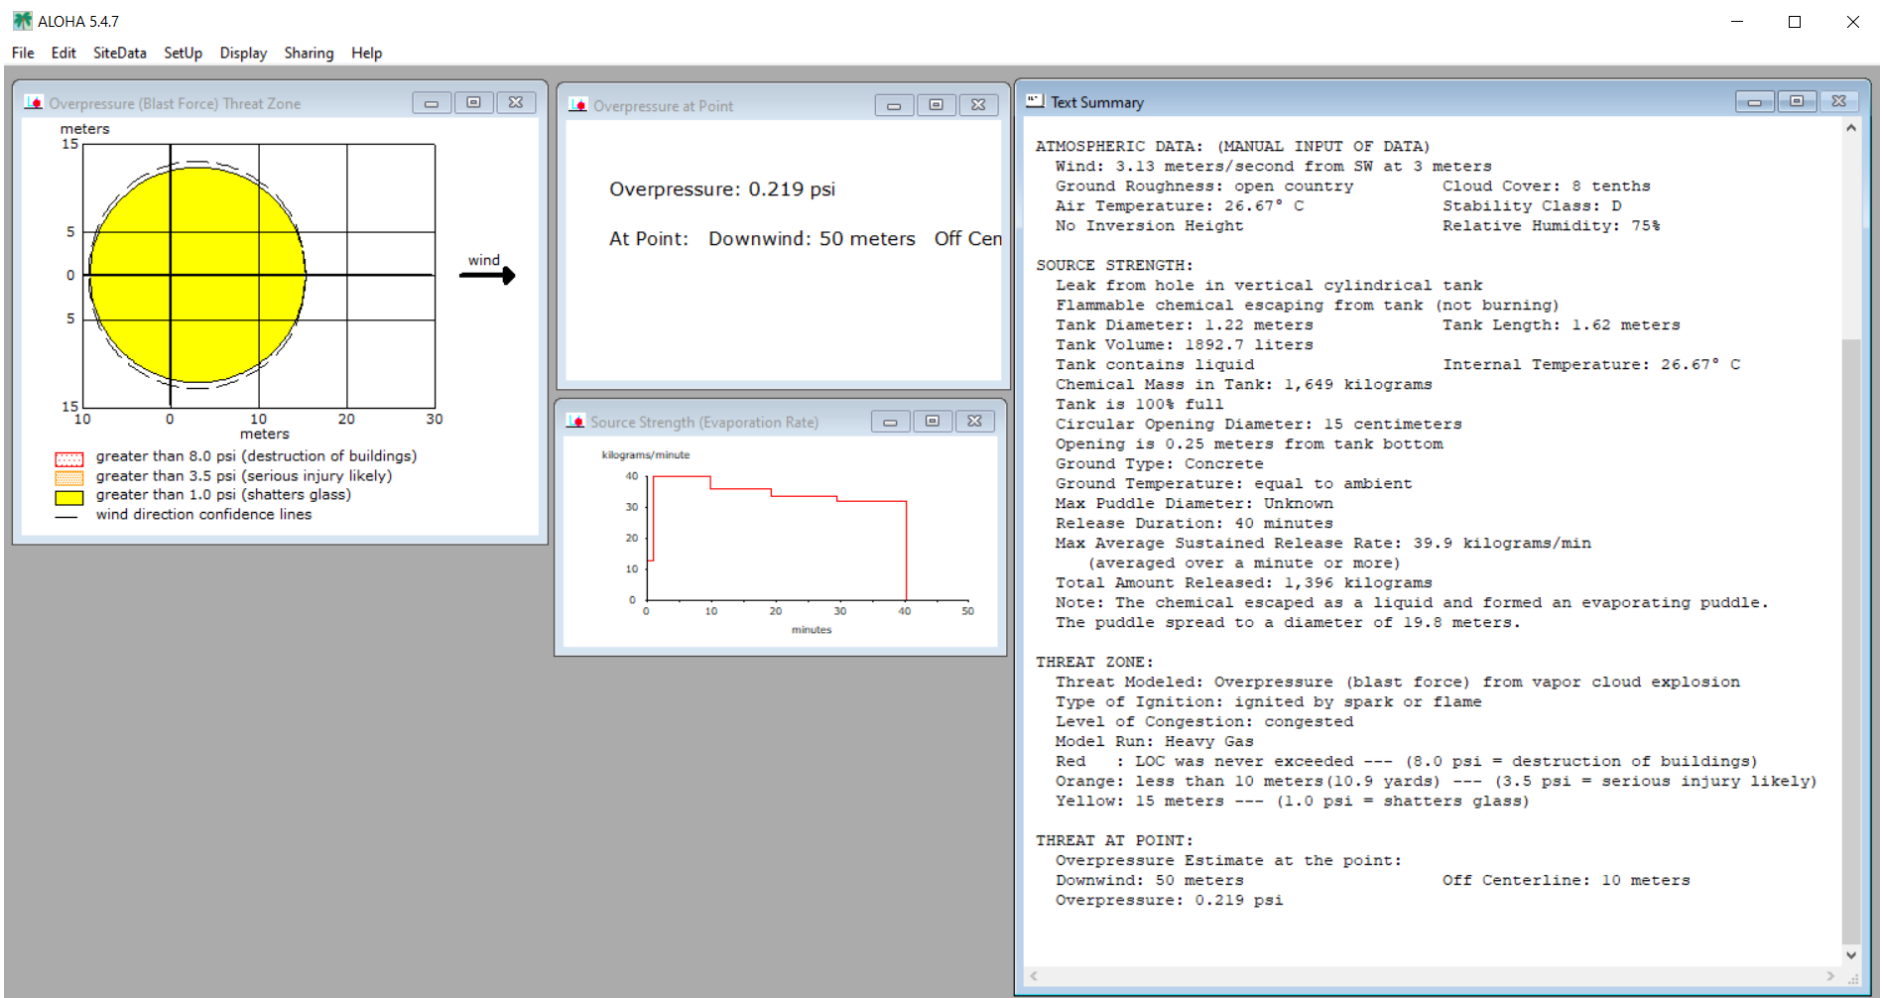 ALOHA 5.4.7
File Edit SiteData SetUp Display Sharing Help
Overpressure (Blast Force) Threat Zone
meters
15
5
0
5
15
10 0 10 20 30
meters
wind
greater than 8.0 psi (destruction of buildings)
greater than 3.5 psi (serious injury likely)
greater than 1.0 psi (shatters glass)
wind direction confidence lines
Overpressure at Point
Overpressure: 0.219 psi
At Point: Downwind: 50 meters Off Cen
Source Strength (Evaporation Rate)
kilograms/minute
40
30
20
10
0
0 10 20 30 40 50
minutes
Text Summary
ATMOSPHERIC DATA: (MANUAL INPUT OF DATA)
Wind: 3.13 meters/second from SW at 3 meters
Ground Roughness: open country Cloud Cover: 8 tenths
Air Temperature: 26.67° C Stability Class: D
No Inversion Height Relative Humidity: 75%
SOURCE STRENGTH:
Leak from hole in vertical cylindrical tank
Flammable chemical escaping from tank (not burning)
Tank Diameter: 1.22 meters Tank Length: 1.62 meters
Tank Volume: 1892.7 liters
Tank contains liquid Internal Temperature: 26.67° C
Chemical Mass in Tank: 1,649 kilograms
Tank is 100% full
Circular Opening Diameter: 15 centimeters
Opening is 0.25 meters from tank bottom
Ground Type: Concrete
Ground Temperature: equal to ambient
Max Puddle Diameter: Unknown
Release Duration: 40 minutes
Max Average Sustained Release Rate: 39.9 kilograms/min
(averaged over a minute or more)
Total Amount Released: 1,396 kilograms
Note: The chemical escaped as a liquid and formed an evaporating puddle.
The puddle spread to a diameter of 19.8 meters.
THREAT ZONE:
Threat Modeled: Overpressure (blast force) from vapor cloud explosion
Type of Ignition: ignited by spark or flame
Level of Congestion: congested
Model Run: Heavy Gas
Red : LOC was never exceeded --- (8.0 psi = destruction of buildings)
Orange: less than 10 meters(10.9 yards) --- (3.5 psi = serious injury likely)
Yellow: 15 meters --- (1.0 psi = shatters glass)
THREAT AT POINT:
Overpressure Estimate at the point:
Downwind: 50 meters Off Centerline: 10 meters
Overpressure: 0.219 psi